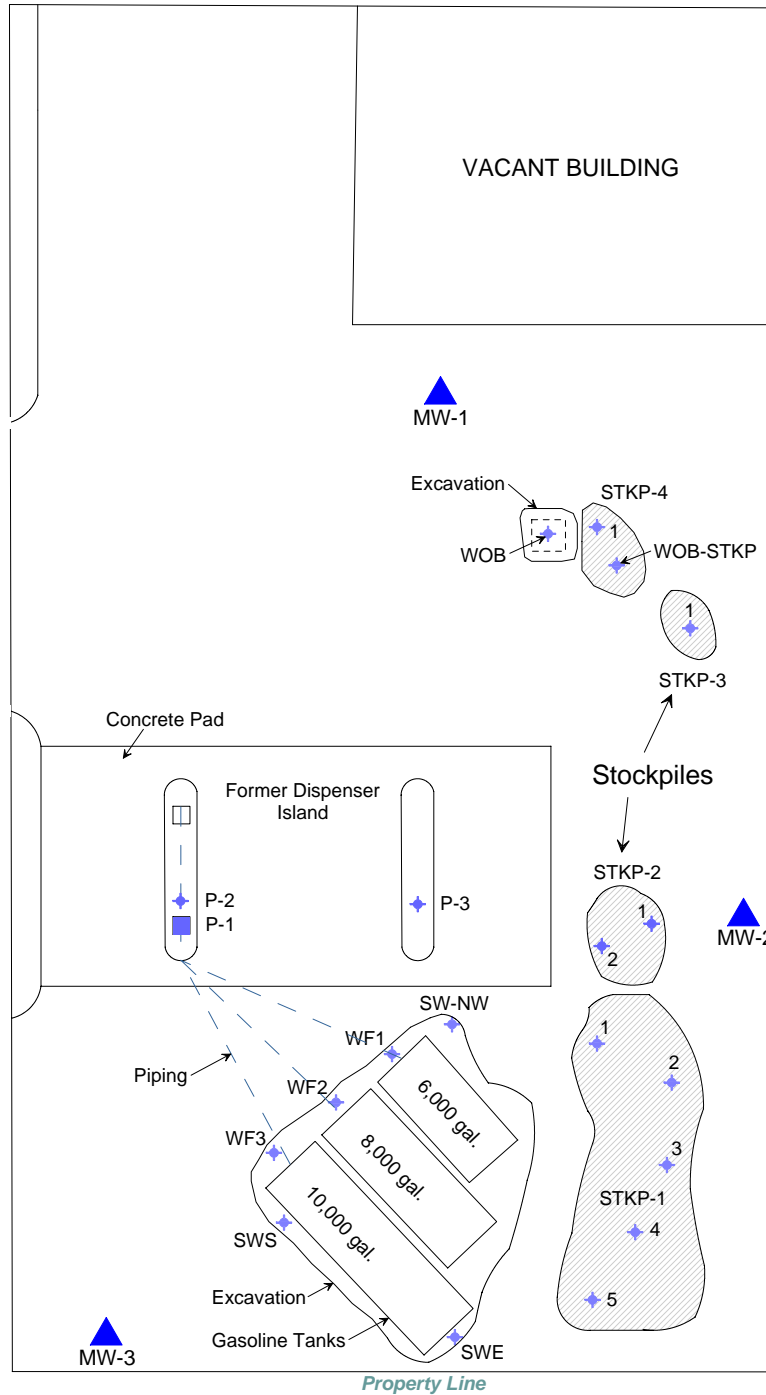 VACANT BUILDING
MW-1
Excavation
STKP-4
1
WOB
WOB-STKP
1
STKP-3
Concrete Pad
Former Dispenser
Island
Stockpiles
STKP-2
P-2
P-1
P-3
1
2
MW-2
SW-NW
WF1
1
Piping
2
WF2
6,000 gal.
WF3
8,000 gal.
3
STKP-1
10,000 gal.
SWS
4
Excavation
5
Gasoline Tanks
SWE
MW-3
Property Line